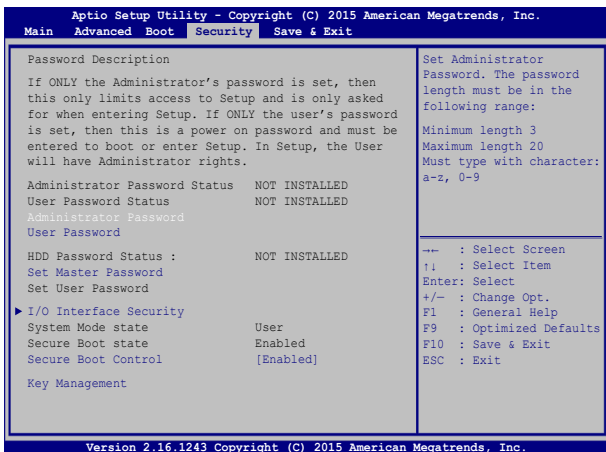 Aptio Setup Utility - Copyright (C) 2015 American Megatrends, Inc.
Main Advanced Boot Security Save & Exit
Password Description
If ONLY the Administrator's password is set, then
this only limits access to Setup and is only asked
for when entering Setup. If ONLY the user's password
is set, then this is a power on password and must be
entered to boot or enter Setup. In Setup, the User
will have Administrator rights.
Administrator Password Status NOT INSTALLED
User Password Status NOT INSTALLED
Administrator Password
User Password
HDD Password Status : NOT INSTALLED
Set Master Password
Set User Password
I/O Interface Security
System Mode state User
Secure Boot state Enabled
Secure Boot Control [Enabled]
Key Management
Set Administrator
Password. The password
length must be in the
following range:
Minimum length 3
Maximum length 20
Must type with character:
a-z, 0-9
→← : Select Screen
↑↓ : Select Item
Enter: Select
+/— : Change Opt.
F1 : General Help
F9 : Optimized Defaults
F10 : Save & Exit
ESC : Exit
Version 2.16.1243 Copyright (C) 2015 American Megatrends, Inc.